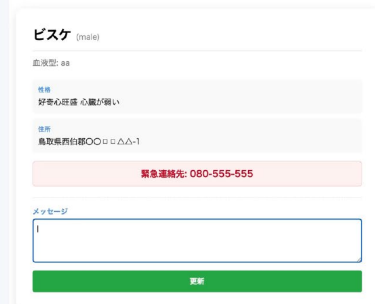 ビスケ (male)
血液型: aa
性格
好奇心旺盛 心臓が弱い
住所
鳥取県西伯郡〇〇□□△△-1
緊急連絡先: 080-555-555
メッセージ
更新